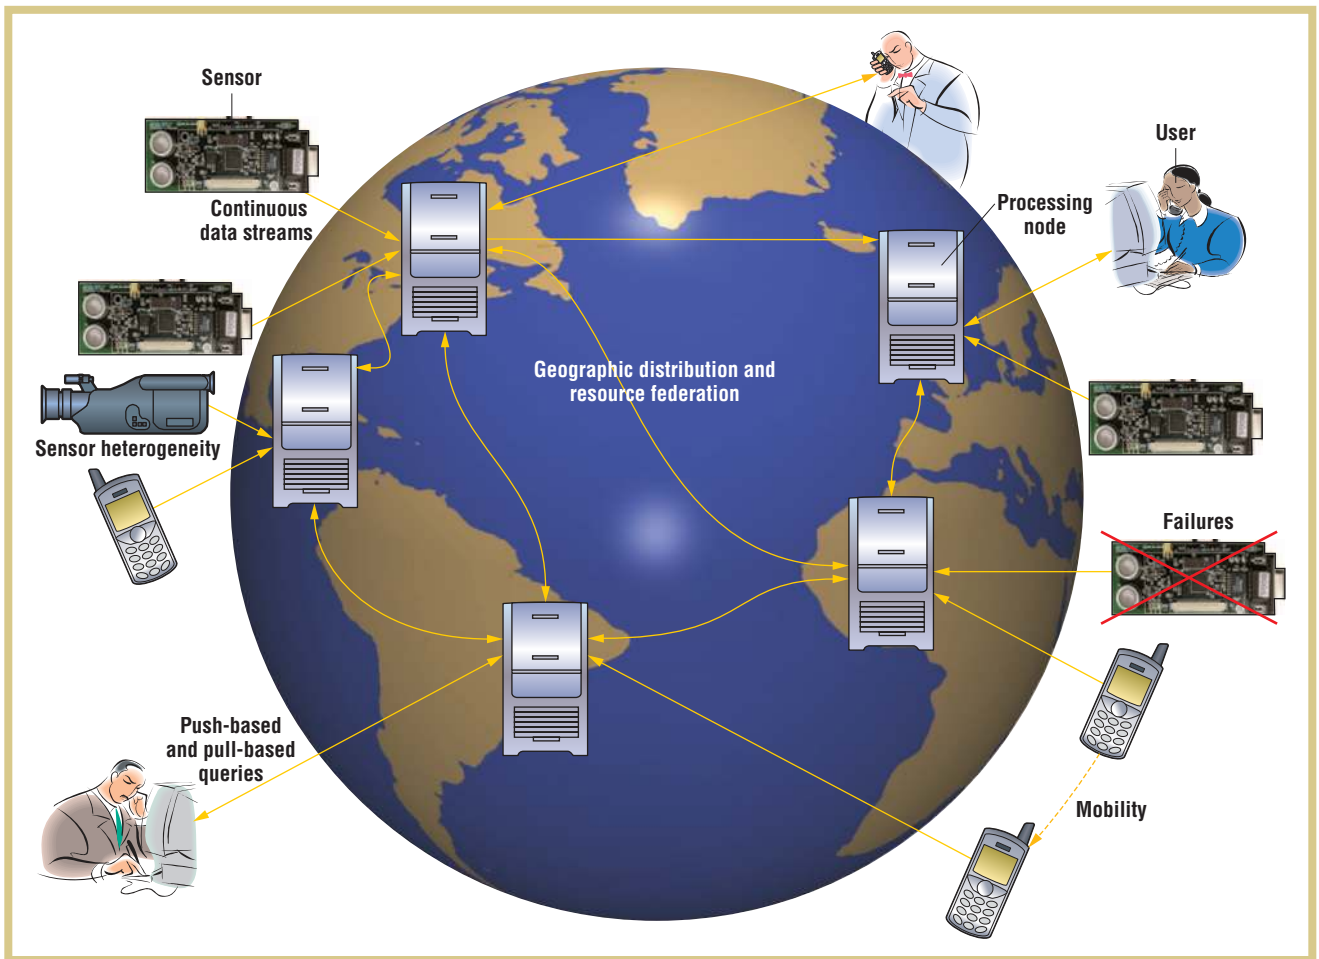 Sensor
User
Continuous
data streams
Processing
node
Geographic distribution and
resource federation
Sensor heterogeneity
Failures
Push-based
and pull-based
queries
Mobility